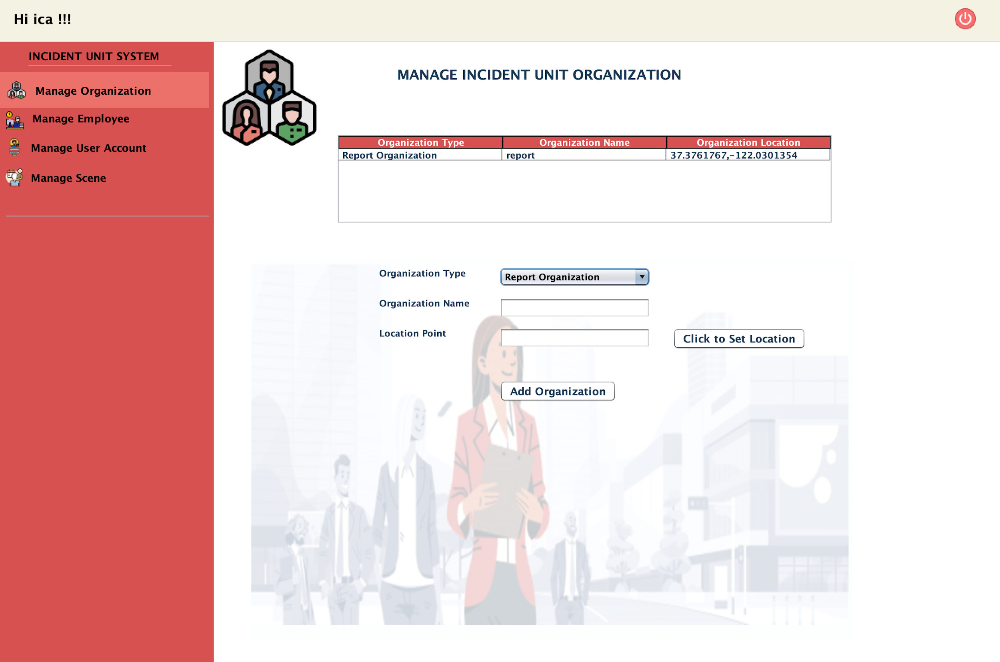 Hi ica !!!
INCIDENT UNIT SYSTEM
Manage Organization
Manage Employee
Manage User Account
Manage Scene
MANAGE INCIDENT UNIT ORGANIZATION
Organization Type Organization Name Organization Location
Report Organization report 37.3761767,-122.0301354
Organization Type Report Organization
Organization Name
Location Point Click to Set Location
Add Organization